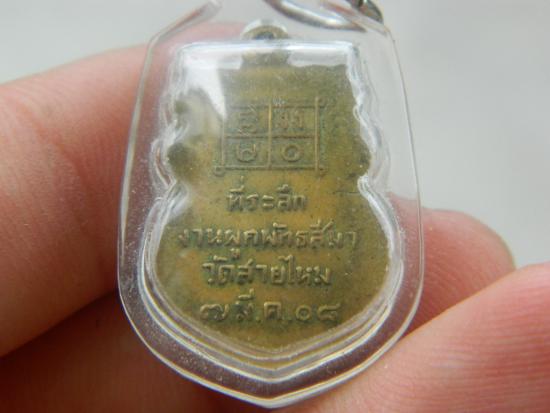 ที่ระลึก
งานผูกพัทธสีมา
วัดสายไหม
๗ มี.ค.๐๘